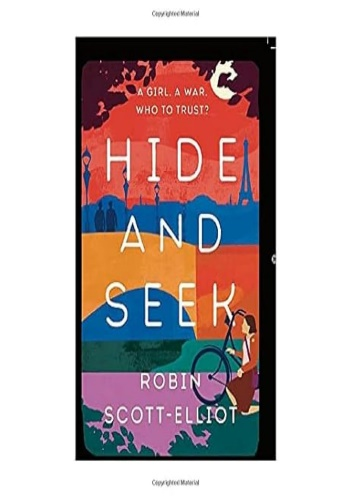 Copyrighted Material
A GIRL. A WAR.
WHO TO TRUST?
HIDE
AND
SEEK
ROBIN
SCOTT-ELLIOT
Copyrighted Material